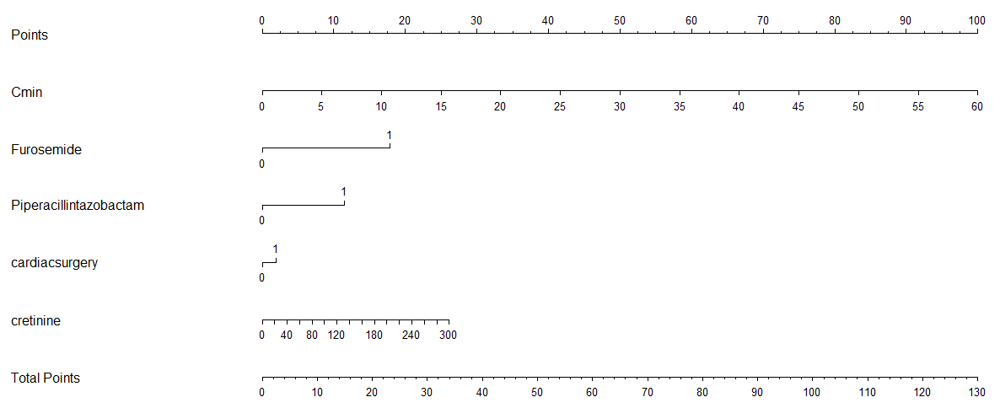 0 10 20 30 40 50 60 70 80 90 100
Points
Cmin
0 5 10 15 20 25 30 35 40 45 50 55 60
1
Furosemide
0
1
Piperacillintazobactam
0
1
cardiacsurgery
0
cretinine
0 40 80 120 180 240 300
Total Points
0 10 20 30 40 50 60 70 80 90 100 110 120 130